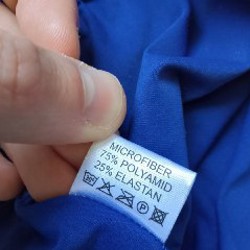 MICROFIBER
75% POLYAMID
25% ELASTAN